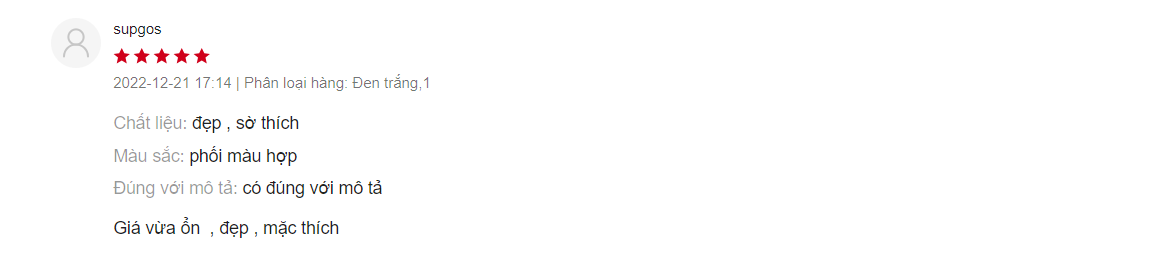 supgos
2022-12-21 17:14 | Phân loại hàng: Đen trắng,1
Chất liệu: đẹp , sờ thích
Màu sắc: phối màu hợp
Đúng với mô tả: có đúng với mô tả
Giá vừa ổn  , đẹp , mặc thích